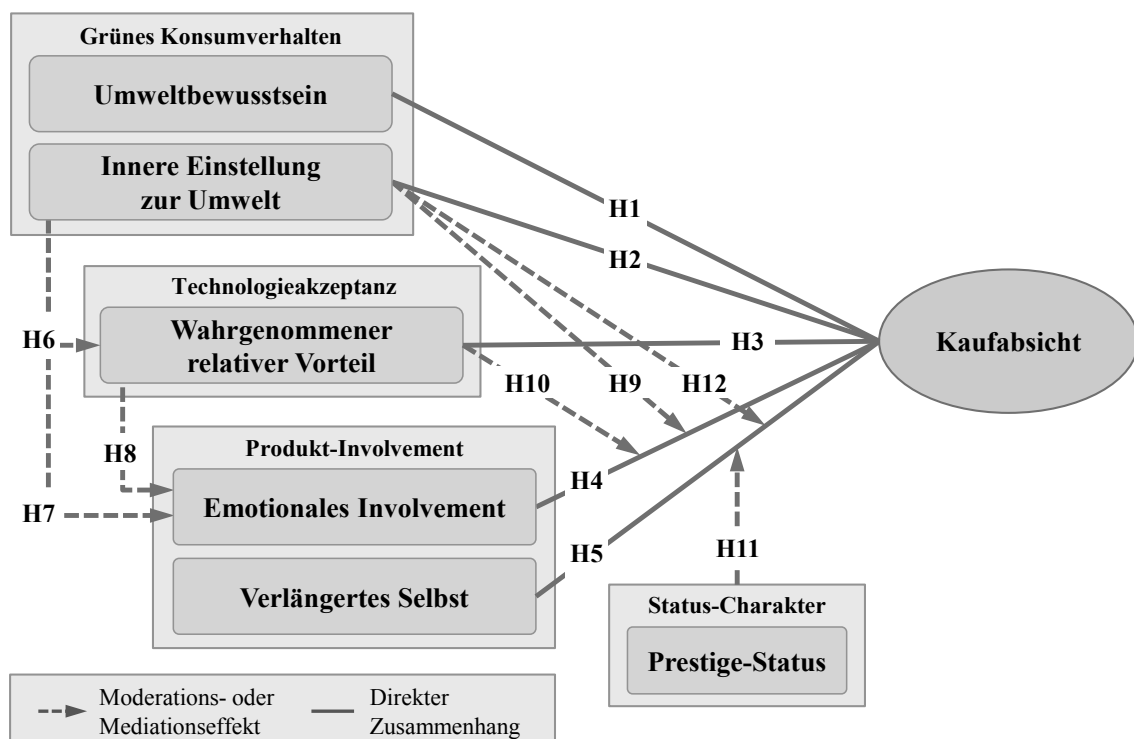 Grünes Konsumverhalten
Umweltbewusstsein
Innere Einstellung
zur Umwelt
H1
H2
Technologieakzeptanz
Wahrgenommener
relativer Vorteil
H6
H3
Kaufabsicht
H10
H9
H12
H8
Produkt-Involvement
Emotionales Involvement
H4
H7
Verlängertes Selbst
H5
H11
Status-Charakter
Prestige-Status
Moderations- oder
Mediationseffekt
Direkter
Zusammenhang